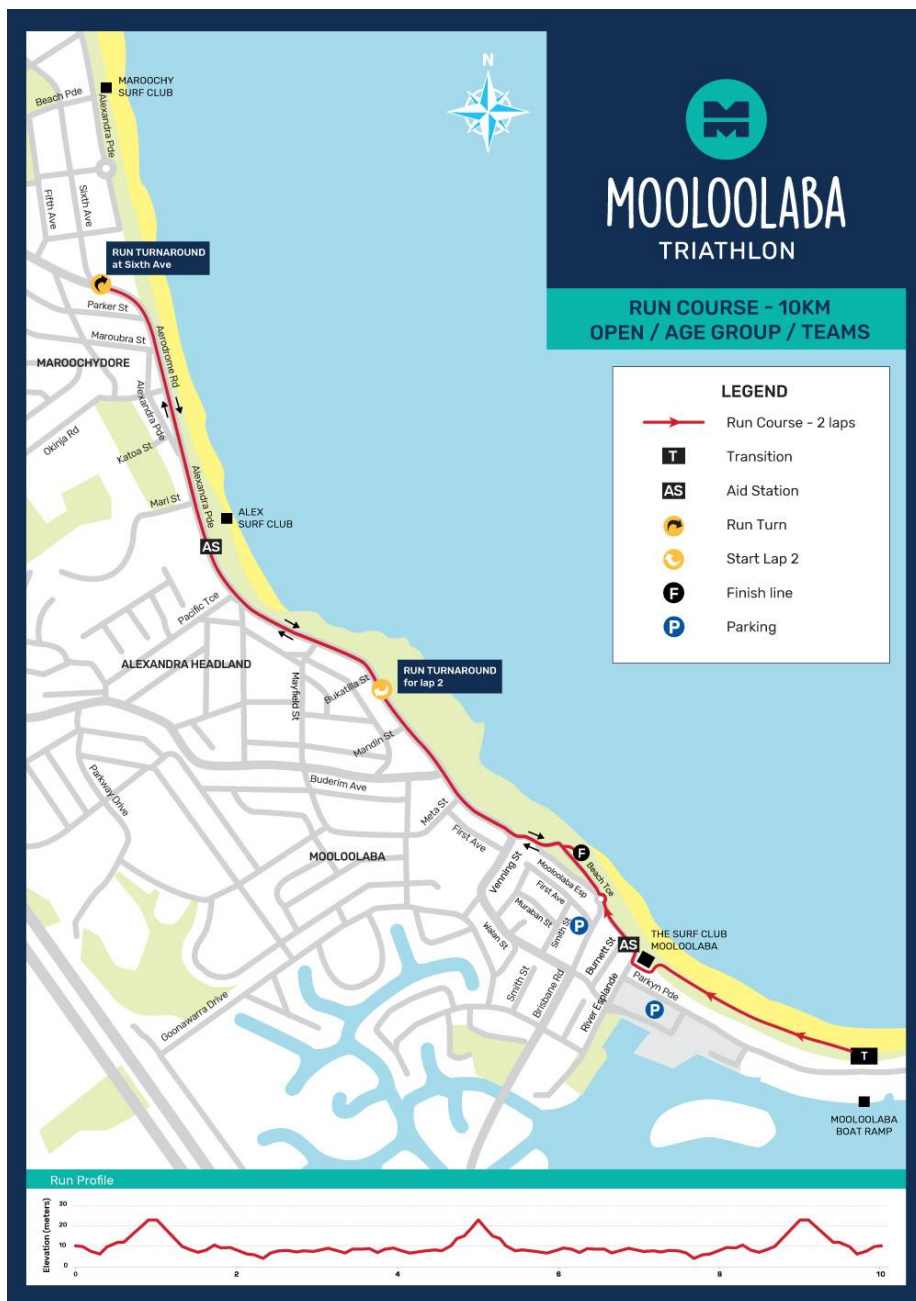 MOOLOOLABA
TRIATHLON
RUN COURSE - 10KM
OPEN / AGE GROUP / TEAMS
N
LEGEND
Run Course - 2 laps
T
Transition
AS
Aid Station
Run Turn
Start Lap 2
F
Finish line
P
Parking
MAROOCHY
SURF CLUB
Beach Pde
Alexandra Pde
Fifth Ave
Sixth Ave
RUN TURNAROUND
at Sixth Ave
Parker St
Maroubra St
Aerodrome Rd
MAROOCHYDORE
Alexandra Pde
Okinja Rd
Katoa St
Alexandra Pde
Mari St
ALEX
SURF CLUB
AS
Pacific Tce
ALEXANDRA HEADLAND
RUN TURNAROUND
for lap 2
Mayfield St
Bukatilla St
Mandin St
Parkway Drive
Buderim Ave
Meta St
First Ave
MOOLOOLABA
Venning St
F
Beach Tce
Mooloolaba Esp
First Ave
Muraban St
Smith St
P
Walan St
Burnett St
AS
THE SURF CLUB
MOOLOOLABA
Smith St
Brisbane Rd
River Esplande
Parkyn Pde
P
Goonawarra Drive
T
MOOLOOLABA
BOAT RAMP
Run Profile
Elevation (meters)
30
20
10
0
0
2
4
6
8
10